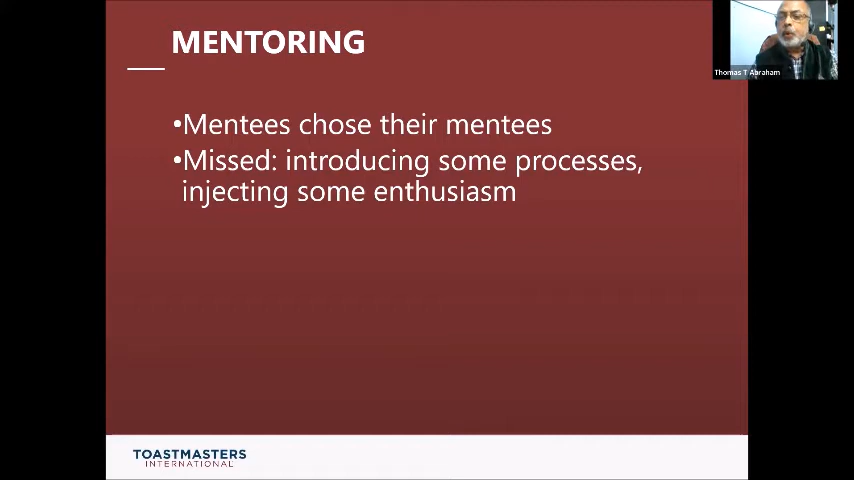 MENTORING
Thomas T Abraham
•Mentees chose their mentees
•Missed: introducing some processes,
injecting some enthusiasm
TOASTMASTERS
INTERNATIONAL